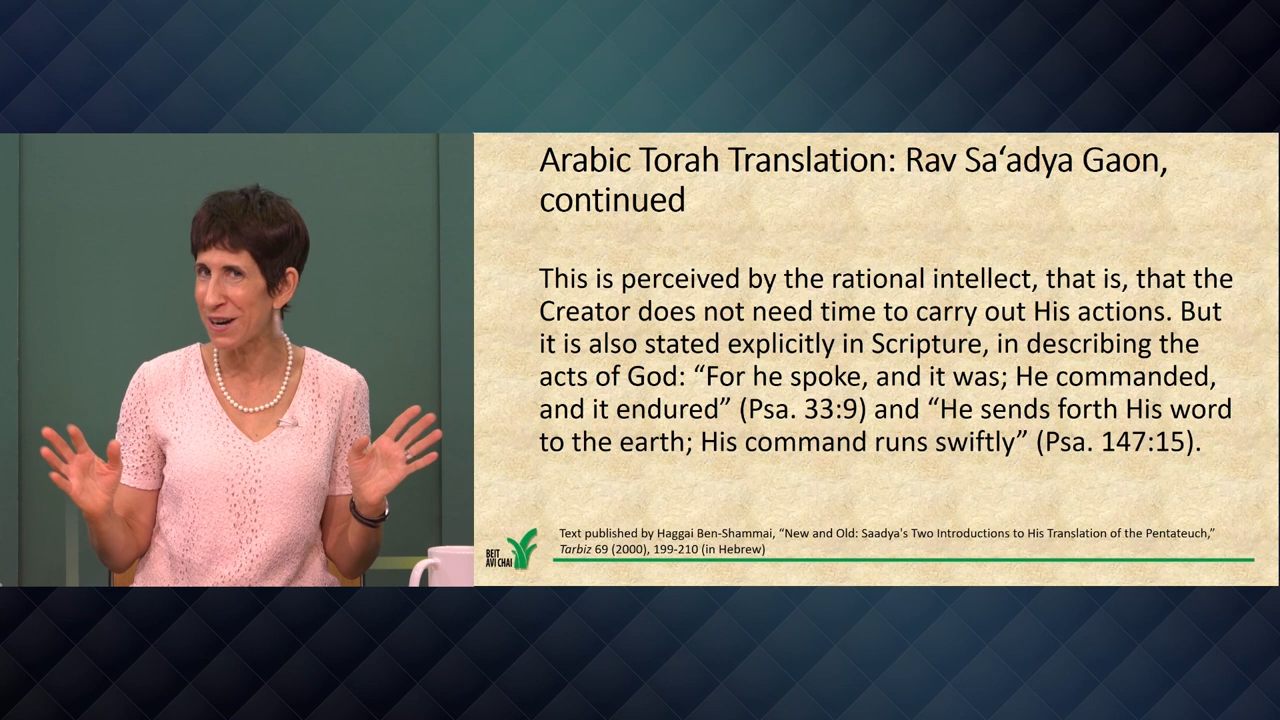 Arabic Torah Translation: Rav Sa‘adya Gaon,
continued
This is perceived by the rational intellect, that is, that the
Creator does not need time to carry out His actions. But
it is also stated explicitly in Scripture, in describing the
acts of God: “For he spoke, and it was; He commanded,
and it endured” (Psa. 33:9) and “He sends forth His word
to the earth; His command runs swiftly” (Psa. 147:15).
Text published by Haggai Ben-Shammai, “New and Old: Saadya's Two Introductions to His Translation of the Pentateuch,”
Tarbiz 69 (2000), 199-210 (in Hebrew)
BEIT
AVI CHAI